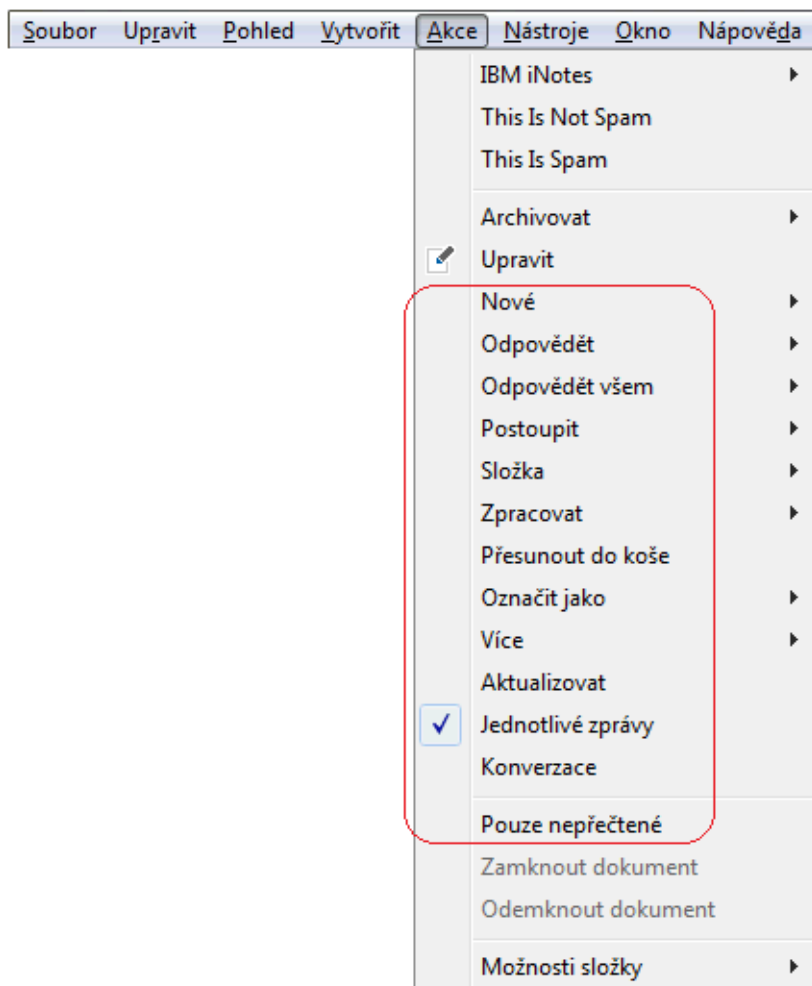 Soubor Upravit Pohled Vytvořit Akce Nástroje Okno Nápověda
IBM iNotes
This Is Not Spam
This Is Spam
Archivovat
Upravit
Nové
Odpovědět
Odpovědět všem
Postoupit
Složka
Zpracovat
Přesunout do koše
Označit jako
Více
Aktualizovat
Jednotlivé zprávy
Konverzace
Pouze nepřečtené
Zamknout dokument
Odemknout dokument
Možnosti složky